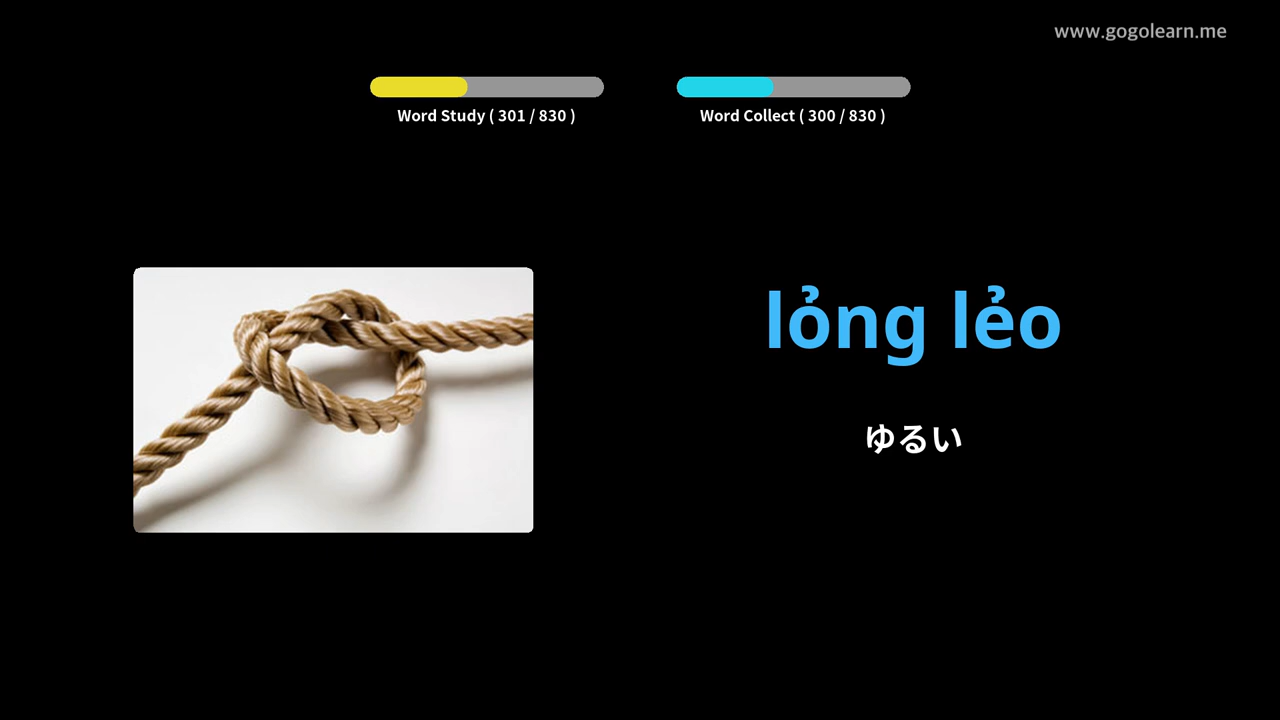 www.gogolearn.me
Word Study ( 301 / 830 )
Word Collect ( 300 / 830 )
lỏng lẻo
ゆるい